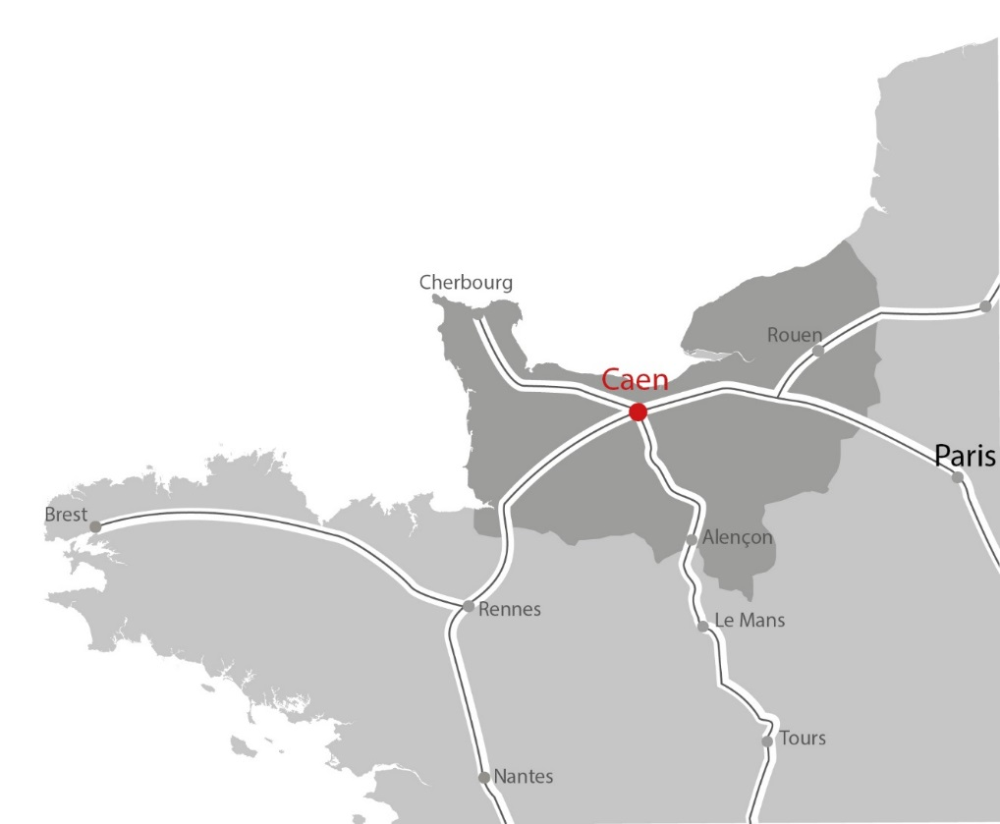 Cherbourg
Rouen
Caen
Paris
Brest
Alençon
Rennes
Le Mans
Tours
Nantes